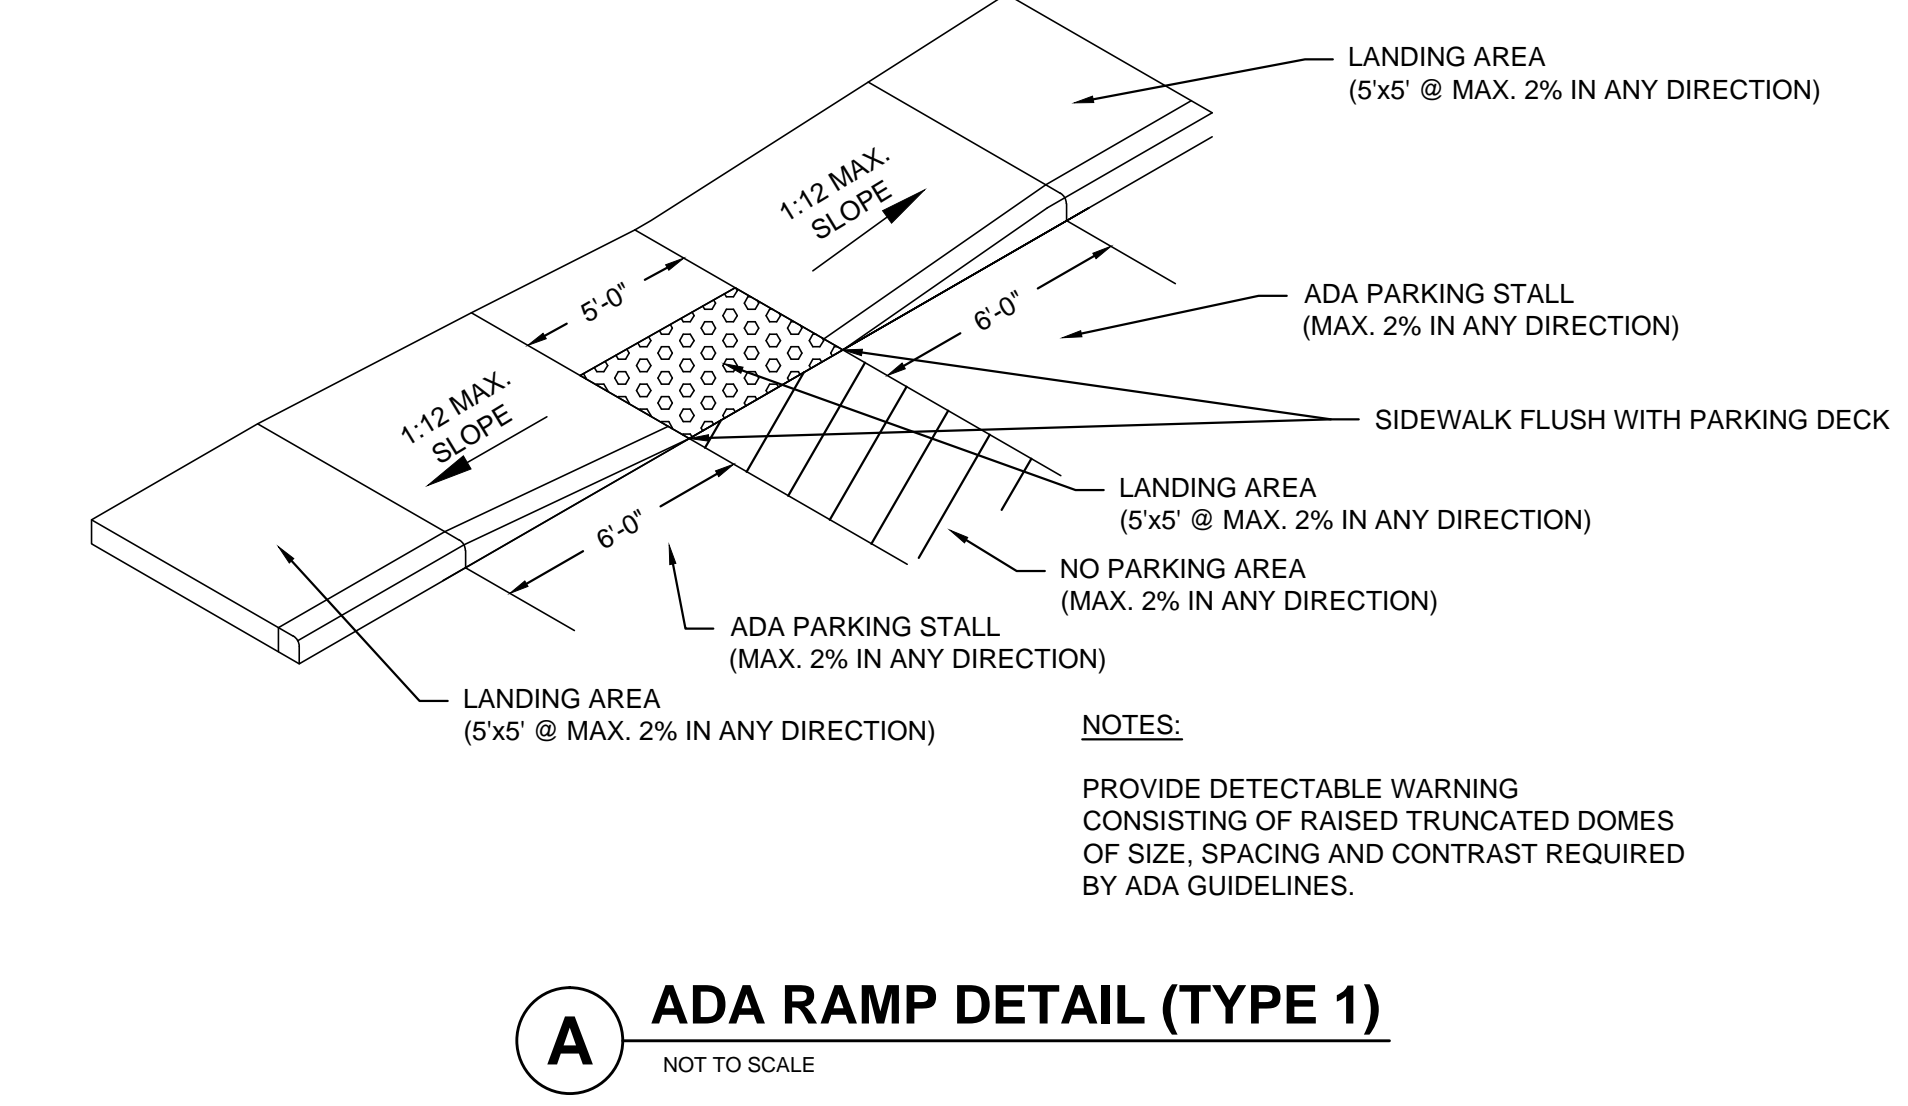 LANDING AREA
(5'x5' @ MAX. 2% IN ANY DIRECTION)
1:12 MAX.
SLOPE
5'-0"
6'-0"
ADA PARKING STALL
(MAX. 2% IN ANY DIRECTION)
1:12 MAX.
SLOPE
SIDEWALK FLUSH WITH PARKING DECK
LANDING AREA
(5'x5' @ MAX. 2% IN ANY DIRECTION)
6'-0"
NO PARKING AREA
(MAX. 2% IN ANY DIRECTION)
ADA PARKING STALL
(MAX. 2% IN ANY DIRECTION)
LANDING AREA
(5'x5' @ MAX. 2% IN ANY DIRECTION)
NOTES:
PROVIDE DETECTABLE WARNING
CONSISTING OF RAISED TRUNCATED DOMES
OF SIZE, SPACING AND CONTRAST REQUIRED
BY ADA GUIDELINES.
A
ADA RAMP DETAIL (TYPE 1)
NOT TO SCALE